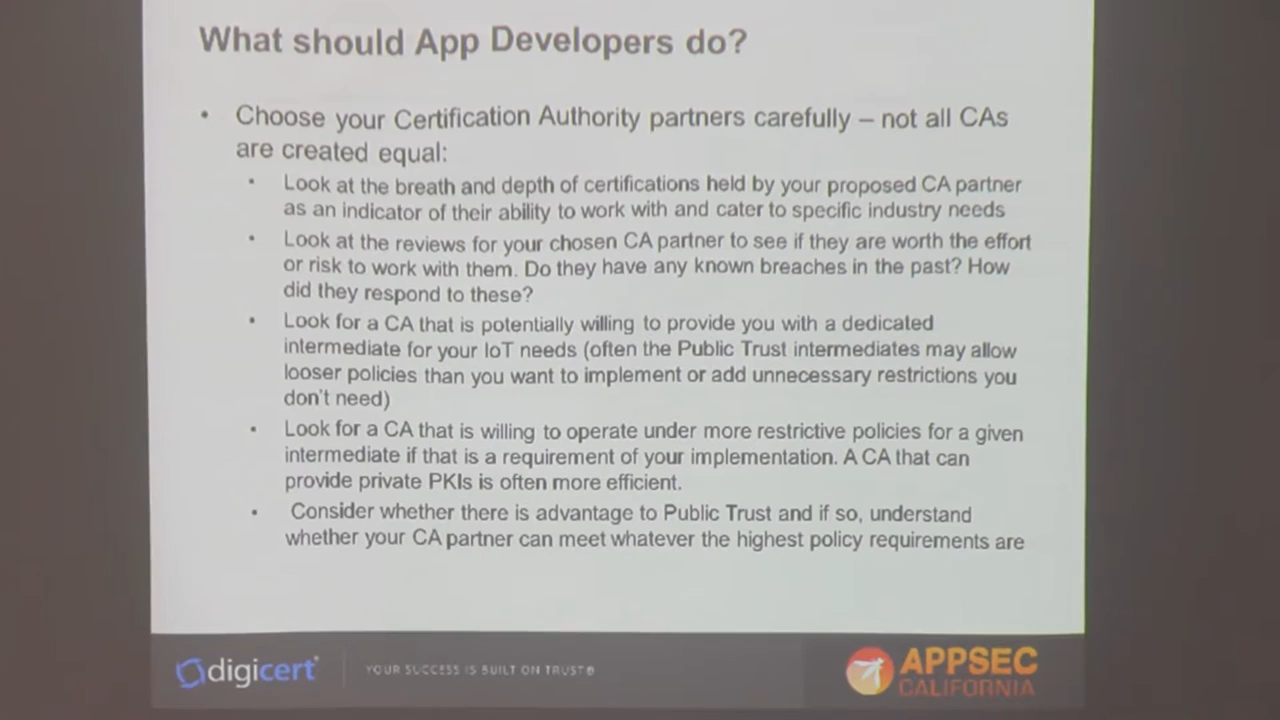 What should App Developers do?
• Choose your Certification Authority partners carefully – not all CAs
are created equal:
• Look at the breath and depth of certifications held by your proposed CA partner
as an indicator of their ability to work with and cater to specific industry needs
• Look at the reviews for your chosen CA partner to see if they are worth the effort
or risk to work with them. Do they have any known breaches in the past? How
did they respond to these?
• Look for a CA that is potentially willing to provide you with a dedicated
intermediate for your IoT needs (often the Public Trust intermediates may allow
looser policies than you want to implement or add unnecessary restrictions you
don't need)
• Look for a CA that is willing to operate under more restrictive policies for a given
intermediate if that is a requirement of your implementation. A CA that can
provide private PKIs is often more efficient.
• Consider whether there is advantage to Public Trust and if so, understand
whether your CA partner can meet whatever the highest policy requirements are
digicert® YOUR SUCCESS IS BUILT ON TRUST®
APPSEC
CALIFORNIA